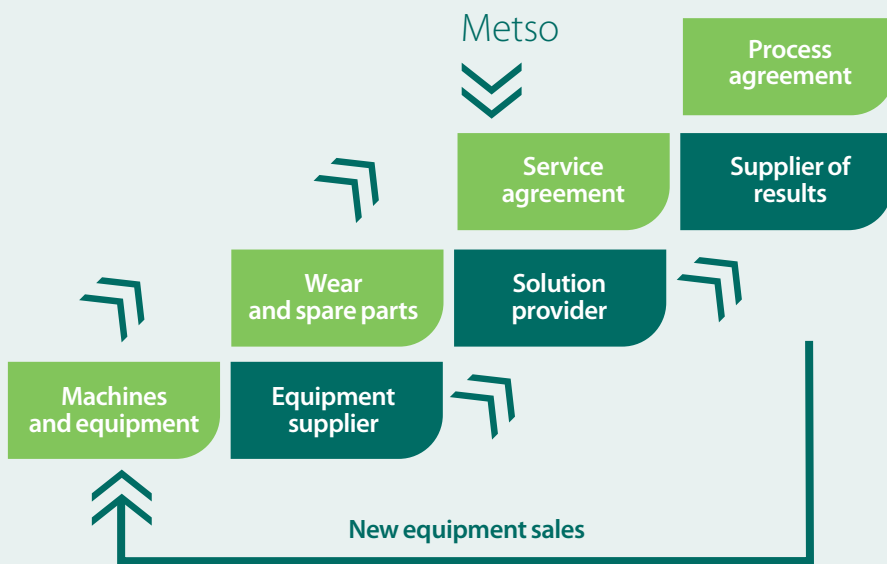 Metso
Process
agreement
Service
agreement
Supplier of
results
Wear
and spare parts
Solution
provider
Machines
and equipment
Equipment
supplier
New equipment sales